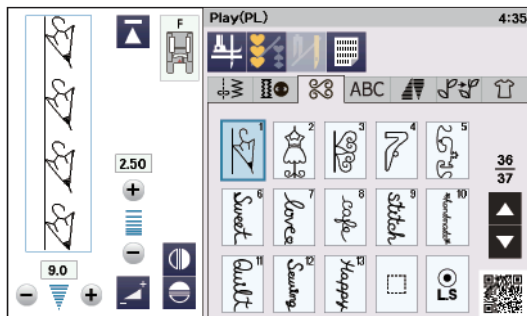 F
2.50
9.0
Play(PL)
4:35
ABC
1
2
3
4
5
36
37
6
Sweet
7
love
8
cafe
9
stitch
10
Handmade
11
Quilt
12
Sewing
13
Happy
L.S